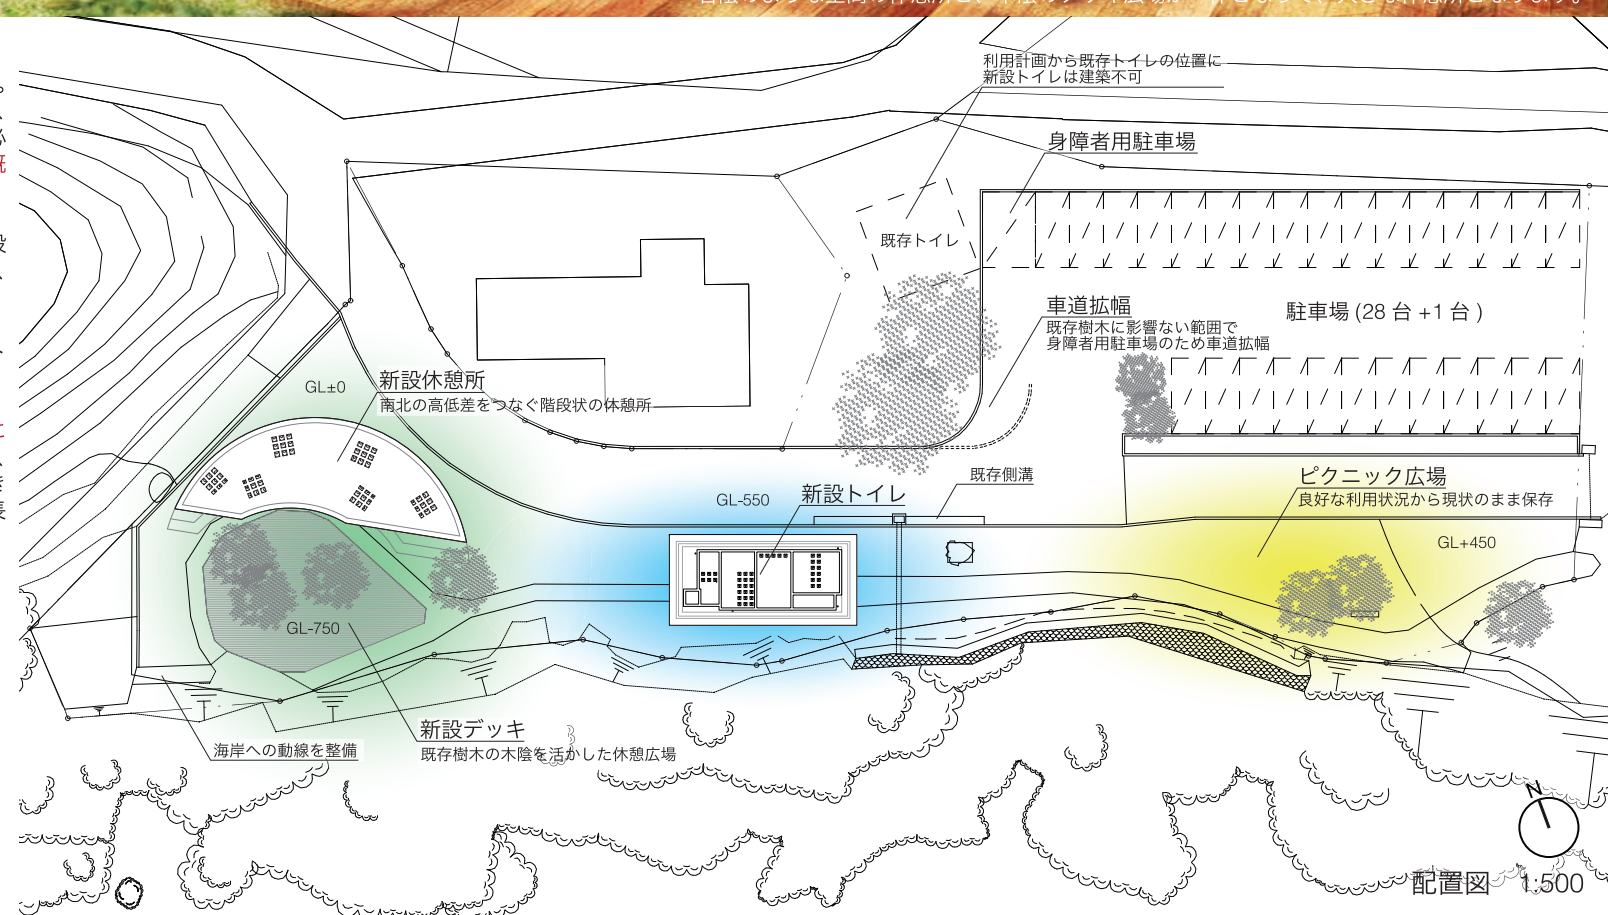 利用計画から既存トイレの位置に
新設トイレは建築不可
身障者用駐車場
既存トイレ
車道拡幅
既存樹木に影響ない範囲で
身障者用駐車場のため車道拡幅
駐車場 (28 台 +1 台 )
GL±0
新設休憩所
南北の高低差をつなぐ階段状の休憩所
GL-550
新設トイレ
既存側溝
ピクニック広場
良好な利用状況から現状のまま保存
GL+450
GL-750
新設デッキ
既存樹木の木陰を活かした休憩広場
海岸への動線を整備
N
配置図 1:500